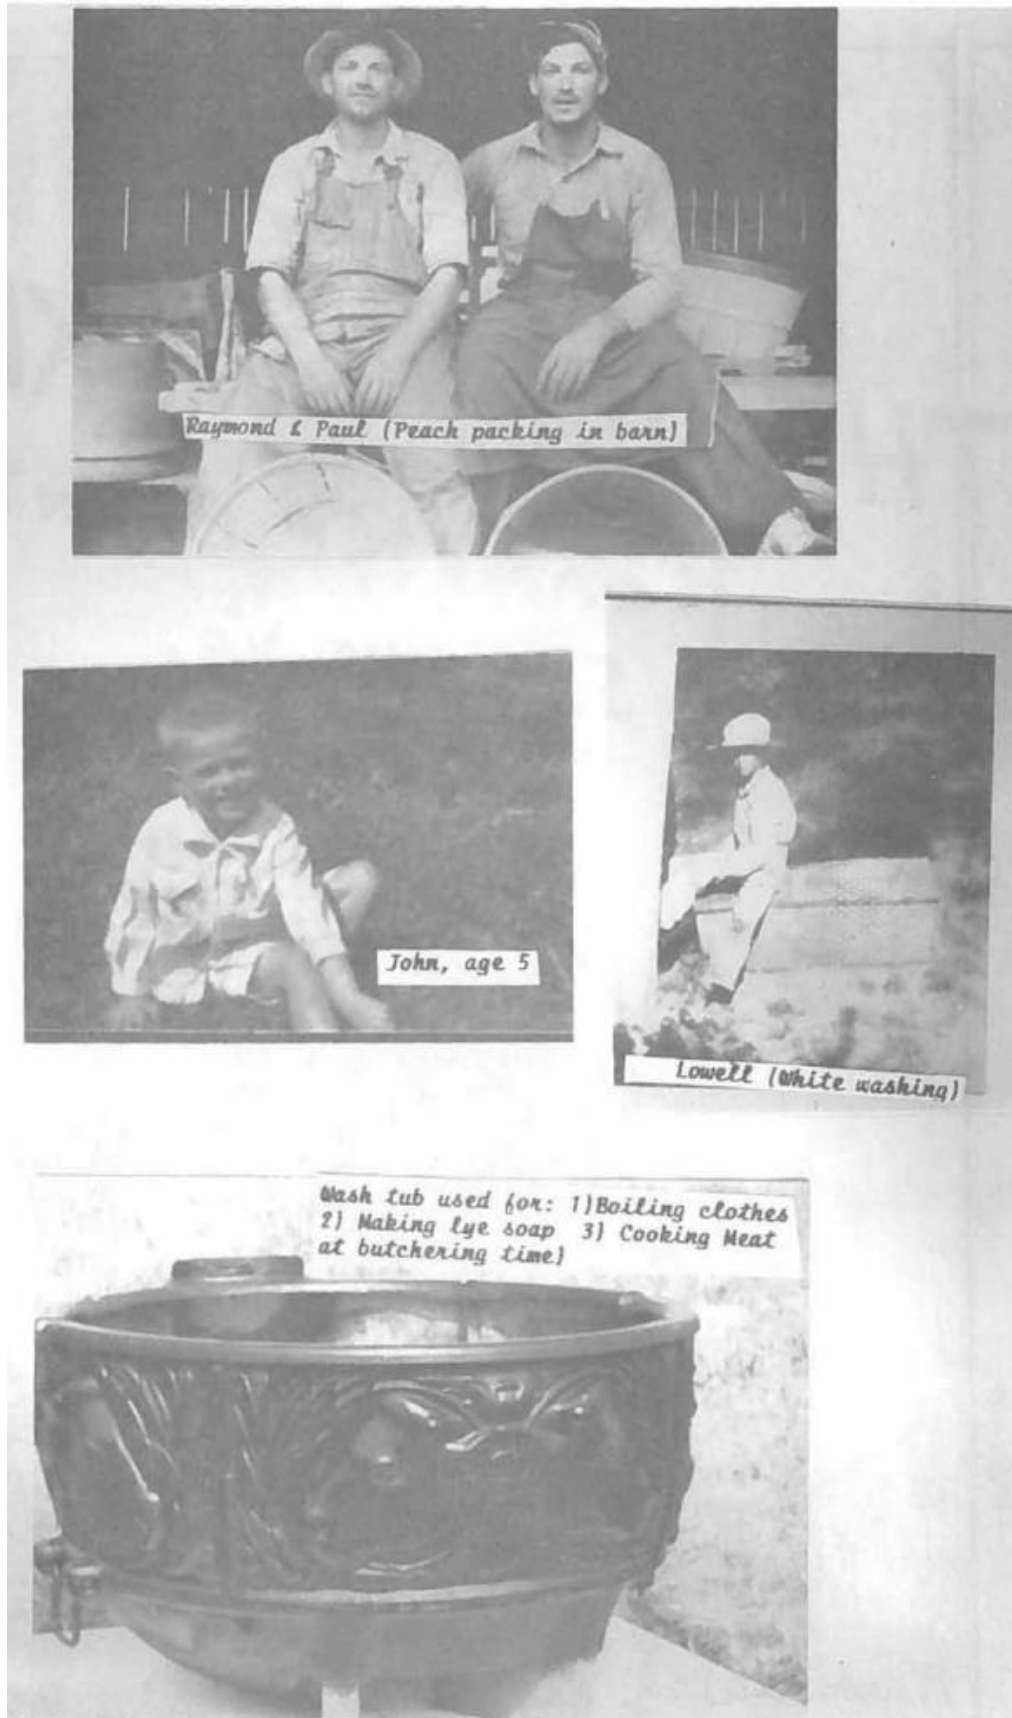 Raymond & Paul (Peach packing in barn)
John, age 5
Lowell (White washing)
Wash tub used for: 1)Boiling clothes
2) Making lye soap 3) Cooking Meat
at butchering time)